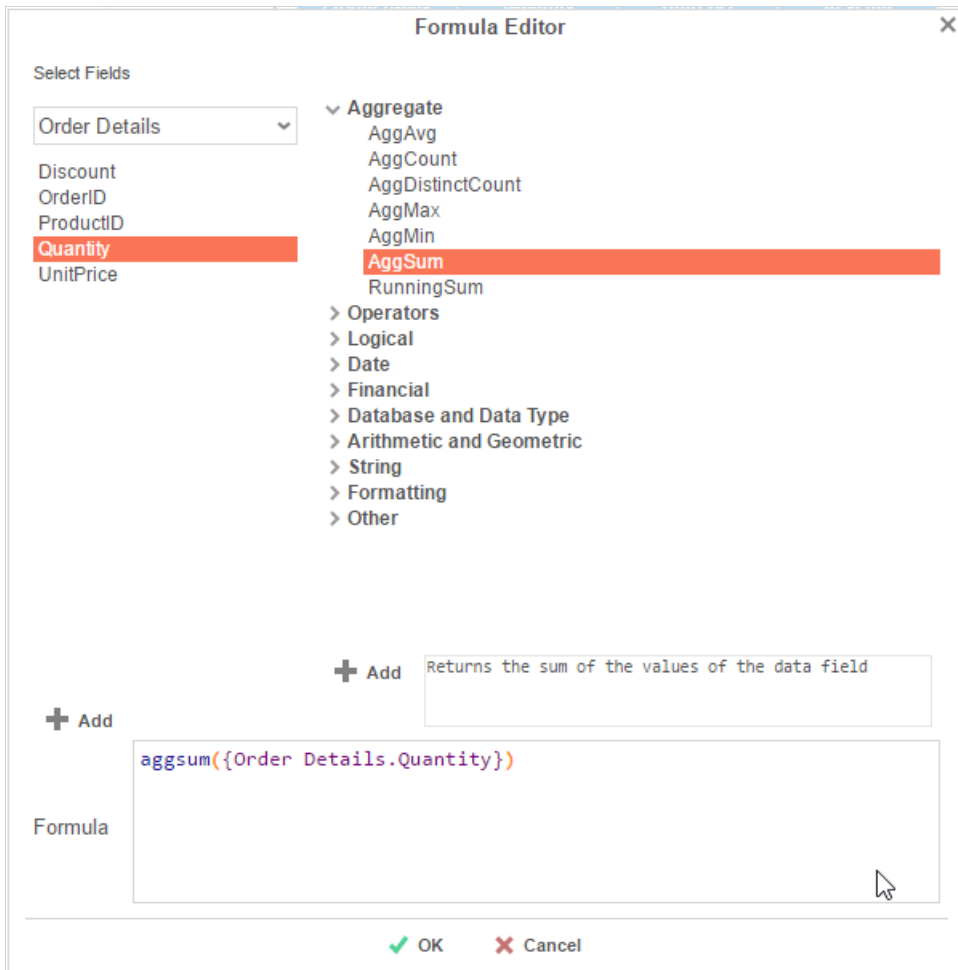 Formula Editor
Select Fields
Order Details
Discount
OrderID
ProductID
Quantity
UnitPrice
Aggregate
AggAvg
AggCount
AggDistinctCount
AggMax
AggMin
AggSum
RunningSum
Operators
Logical
Date
Financial
Database and Data Type
Arithmetic and Geometric
String
Formatting
Other
Add
Returns the sum of the values of the data field
Add
Formula
aggsum({Order Details.Quantity})
OK
Cancel